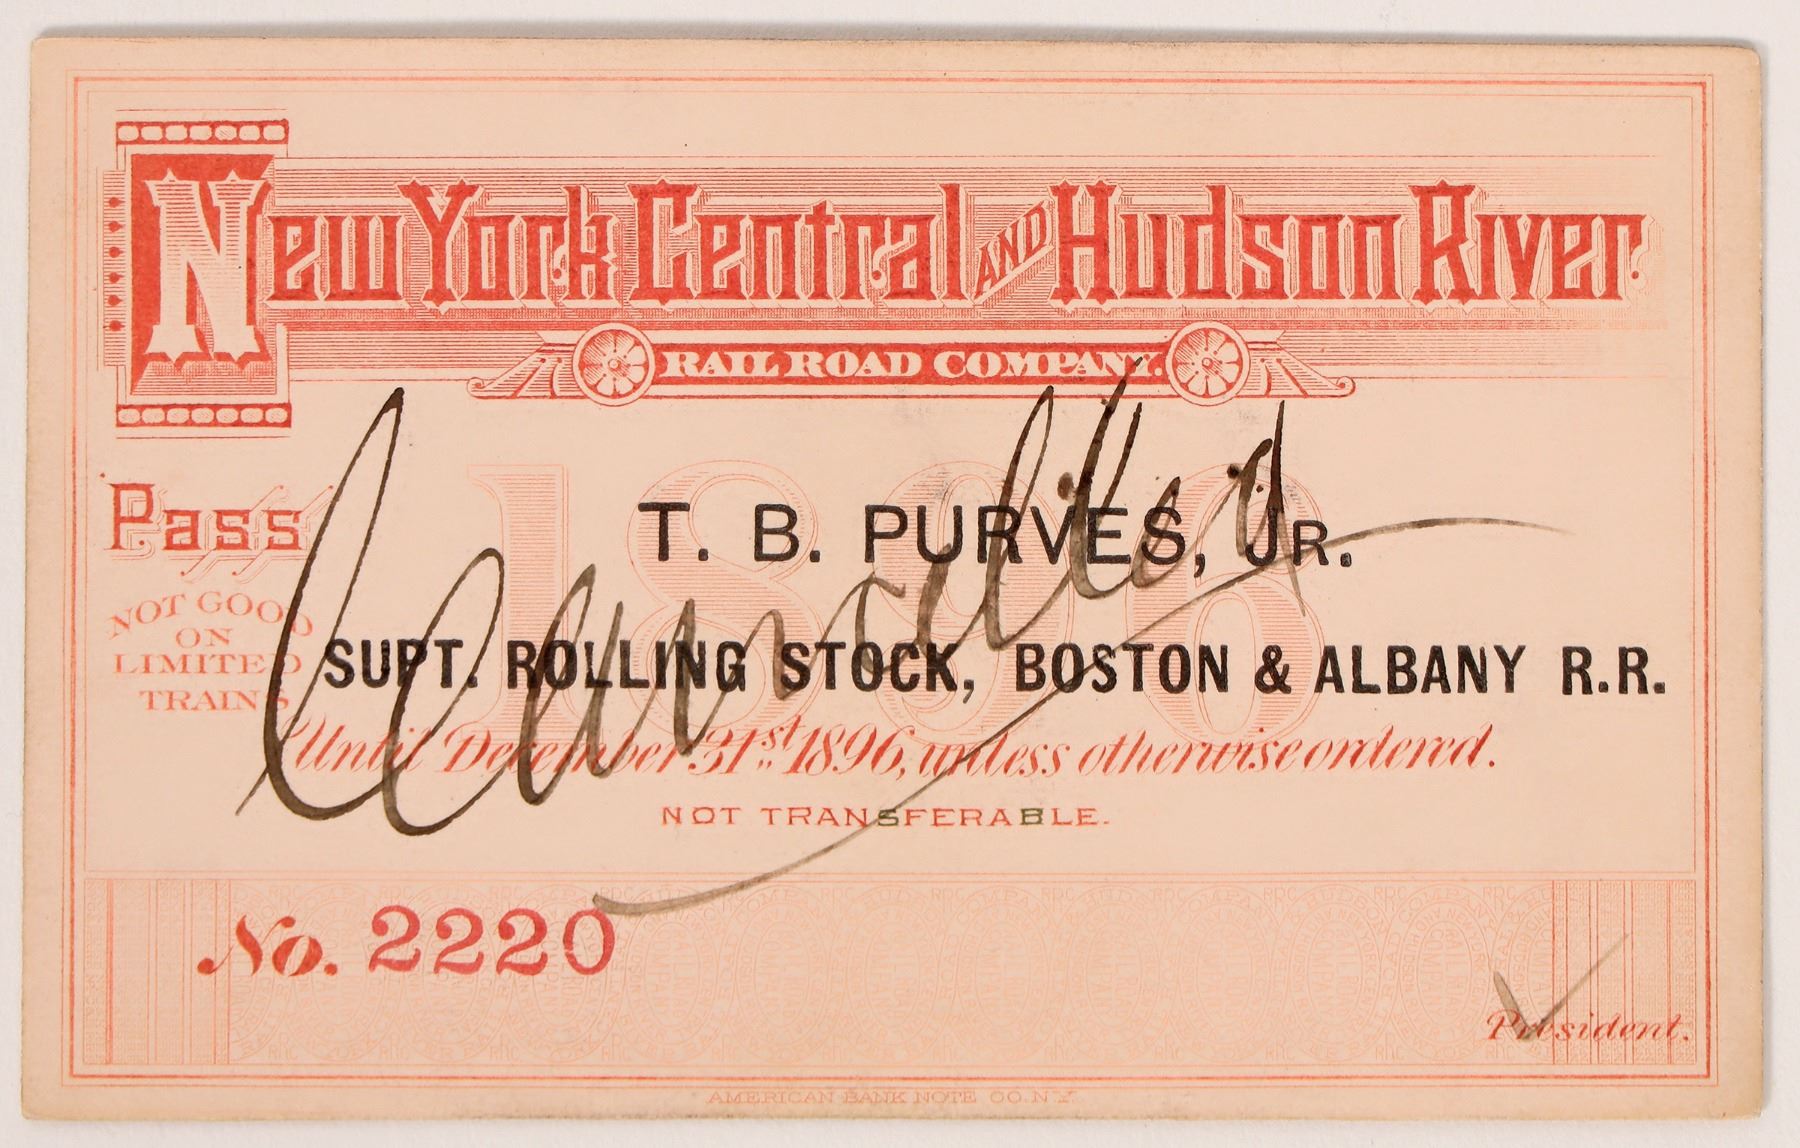 New York Central AND Hudson River
RAIL ROAD COMPANY.
1896
Pass
T. B. PURVES, JR.
NOT GOOD
ON
LIMITED
TRAINS
SUPT. ROLLING STOCK, BOSTON & ALBANY R.R.
Until December 31st 1896, unless otherwise ordered.
NOT TRANSFERABLE.
Cancelled
No. 2220
President.
AMERICAN BANK NOTE CO. N.Y.